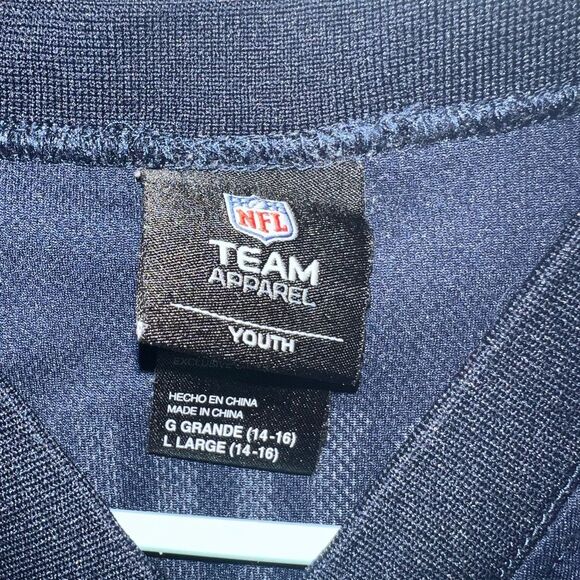 NFL
TEAM
APPAREL
YOUTH
HECHO EN CHINA
MADE IN CHINA
G GRANDE (14-16)
L LARGE (14-16)